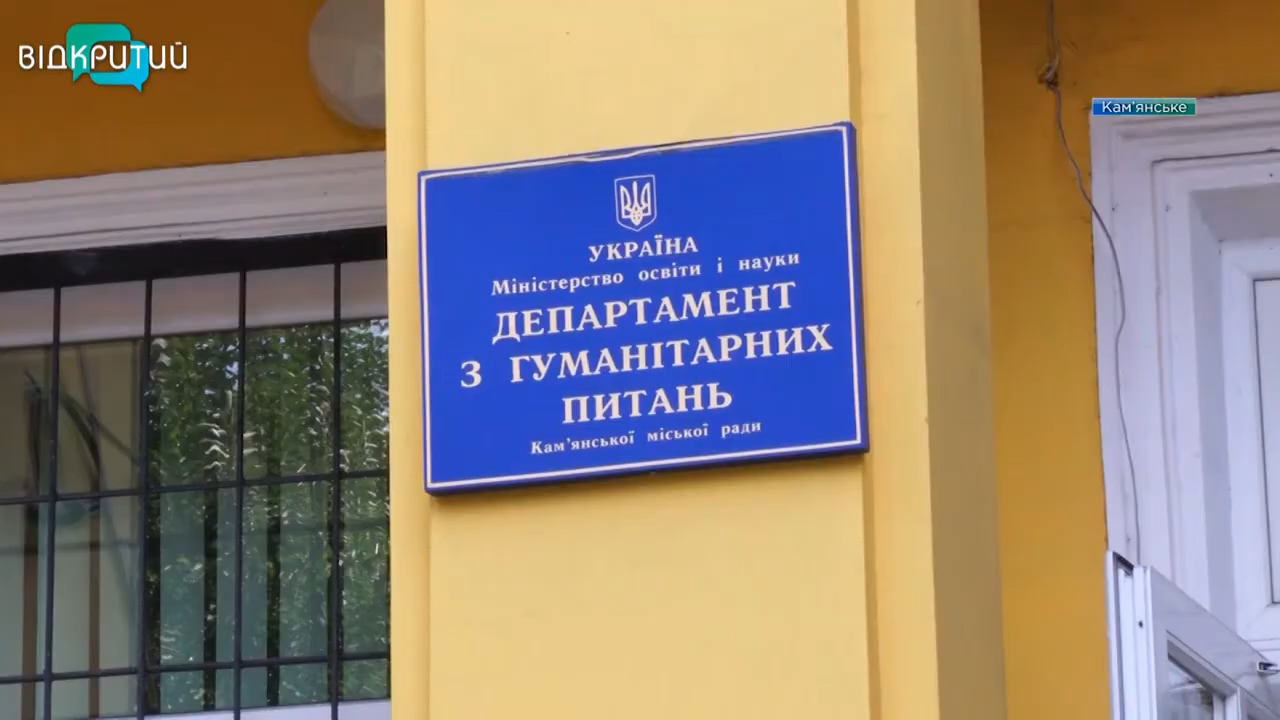 ВІДКРИТИЙ
Кам'янське
УКРАЇНА
Міністерство освіти і науки
ДЕПАРТАМЕНТ
З ГУМАНІТАРНИХ
ПИТАНЬ
Кам'янської міської ради